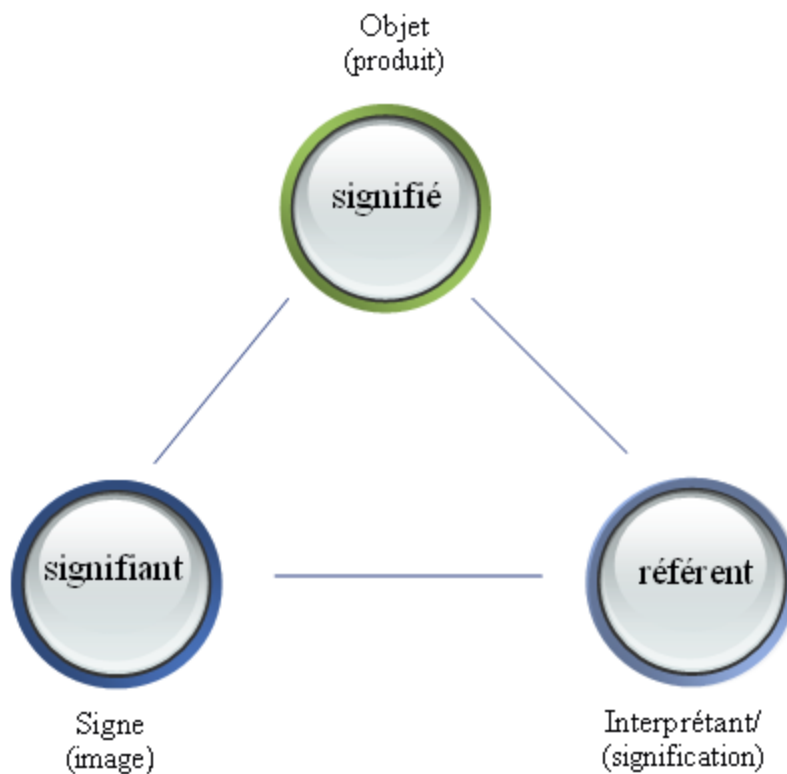 Objet
(produit)
signifié
signifiant
référent
Signe
(image)
Interprétant/
(signification)